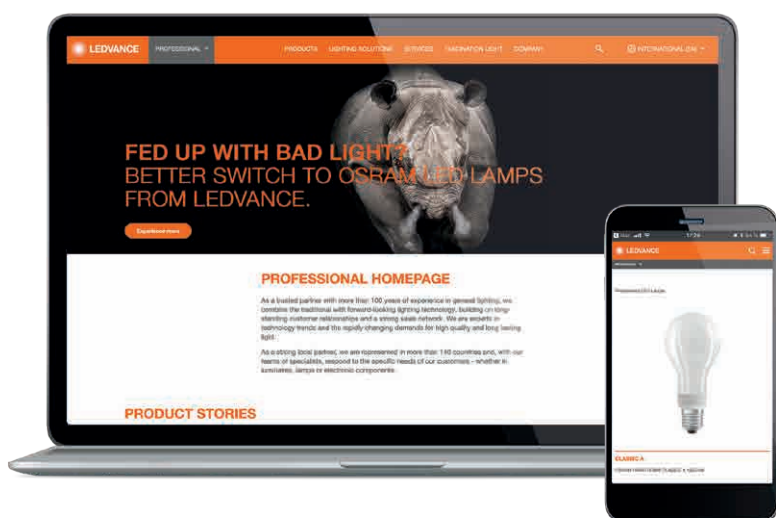 LEDVANCE
PROFESSIONAL
PRODUCTS LIGHTING SOLUTIONS SERVICES FASCINATION LIGHT COMPANY
INTERNATIONAL (EN)
FED UP WITH BAD LIGHT?
BETTER SWITCH TO OSRAM LED LAMPS
FROM LEDVANCE.
Experience more
PROFESSIONAL HOMEPAGE
As a trusted partner with more than 100 years of experience in general lighting, we
combine the traditional with forward-looking lighting technology, building on long-
standing customer relationships and a strong sales network. We are experts in
technology trends and the rapidly changing demands for high quality and long lasting
light.
As a strong local partner, we are represented in more than 140 countries and, with our
teams of specialists, respond to the specific needs of our customers - whether in
luminaires, lamps or electronic components.
PRODUCT STORIES
LEDVANCE
CLASSIC A